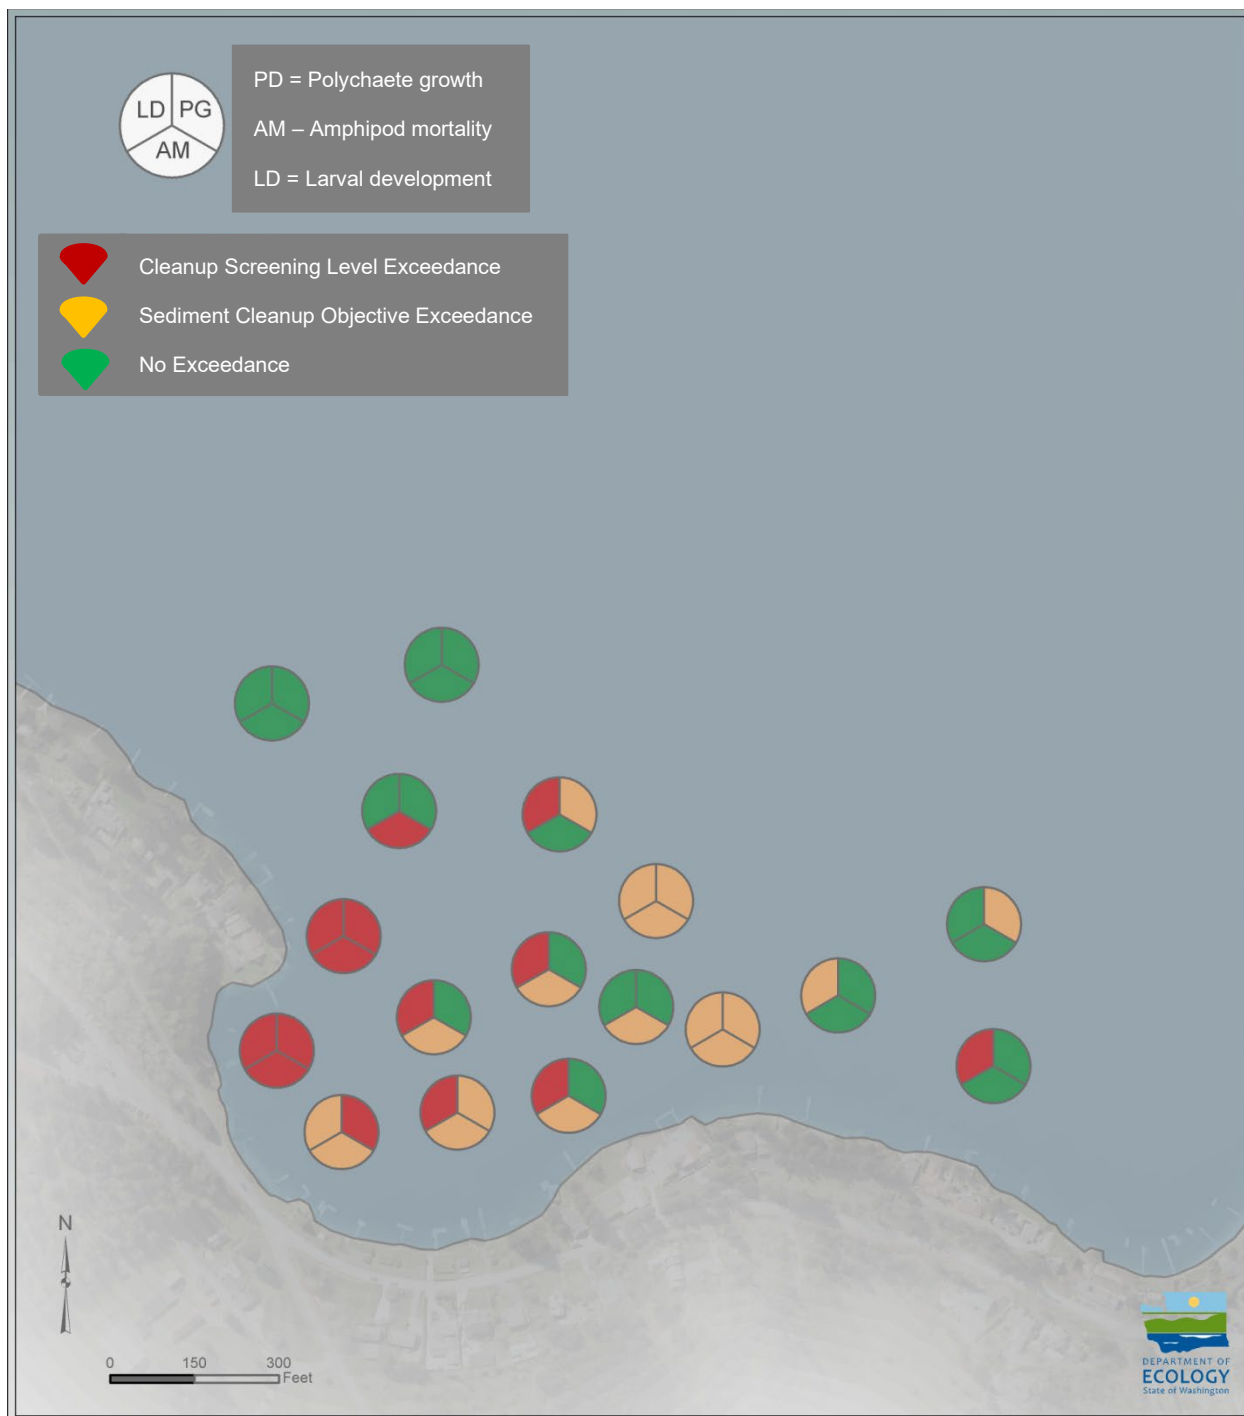 LD PG
AM
PD = Polychaete growth
AM – Amphipod mortality
LD = Larval development
Cleanup Screening Level Exceedance
Sediment Cleanup Objective Exceedance
No Exceedance
N
0 150 300
Feet
DEPARTMENT OF
ECOLOGY
State of Washington